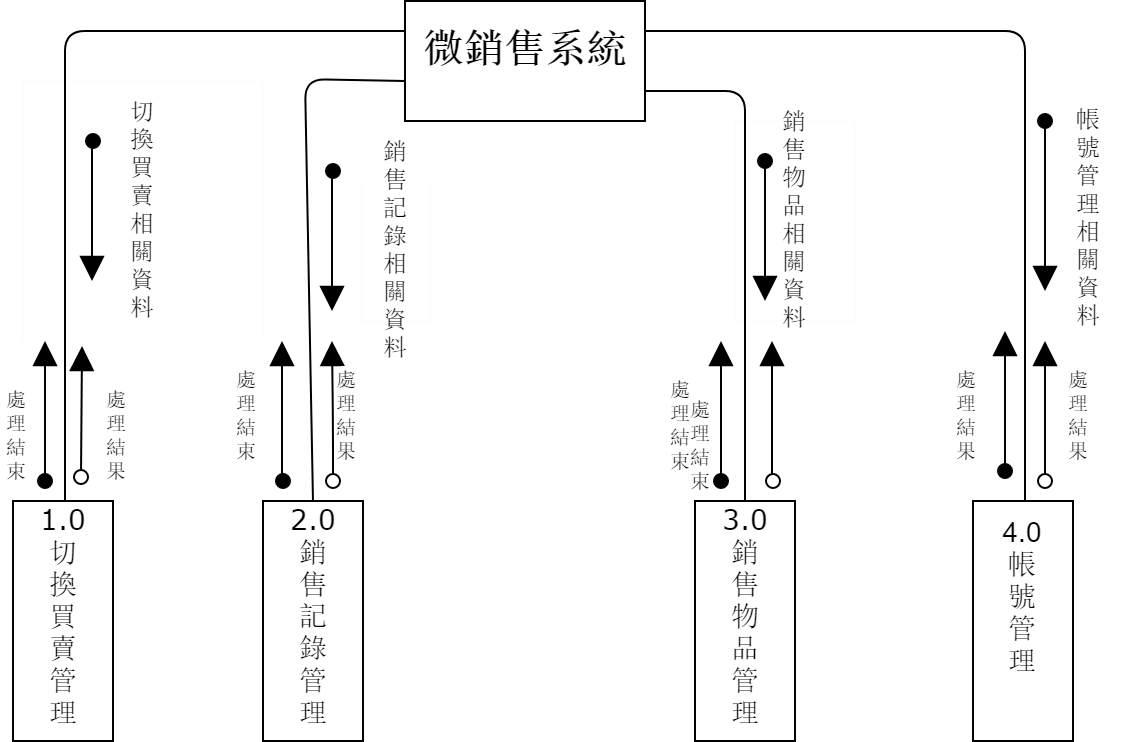 微銷售系統
切換買賣相關資料
銷售記錄相關資料
銷售物品相關資料
帳號管理相關資料
處理結束
處理結果
處理結束
處理結果
處理結束
處理結束
處理結果
處理結果
1.0
切換買賣管理
2.0
銷售記錄管理
3.0
銷售物品管理
4.0
帳號管理